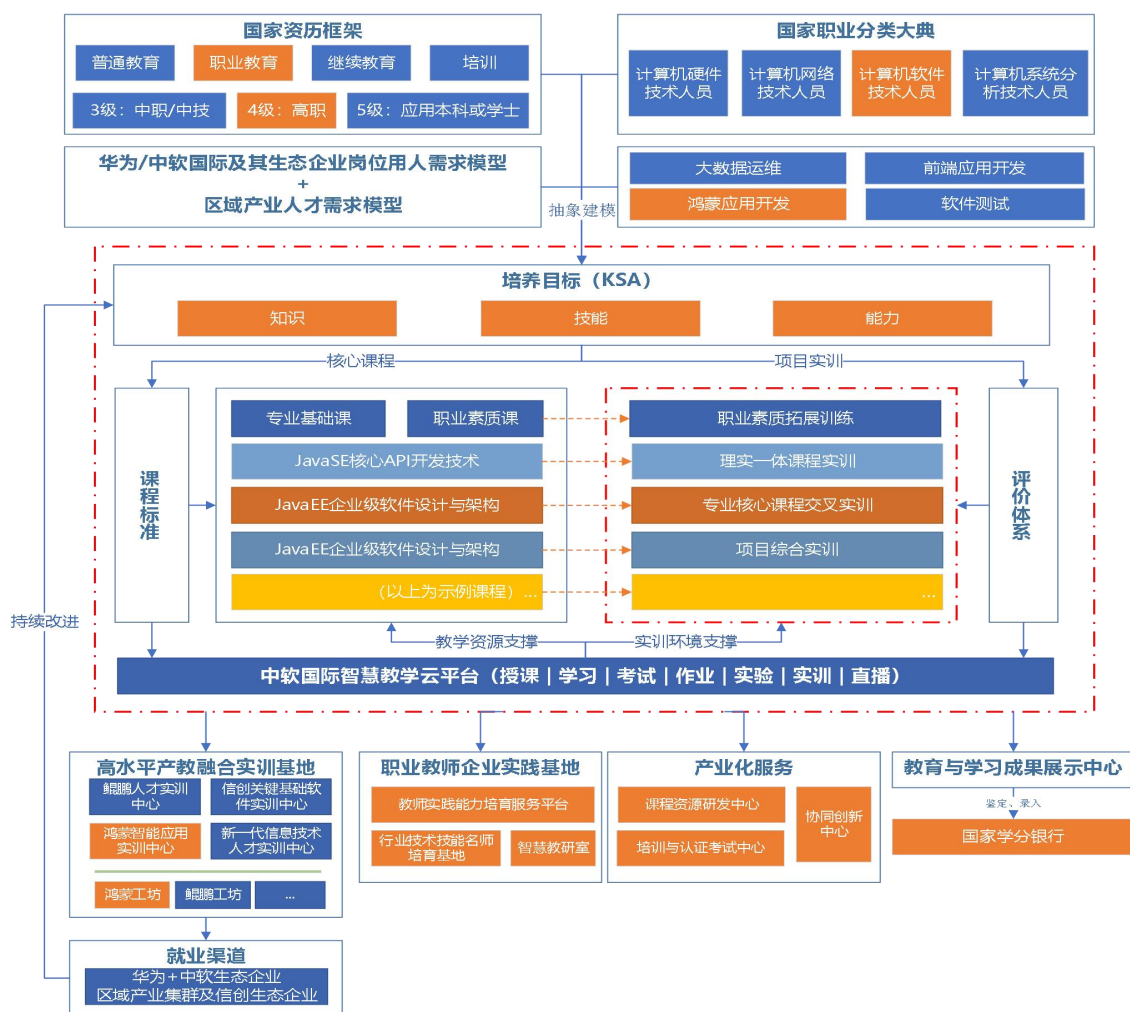 国家资历框架
普通教育
职业教育
继续教育
培训
3级：中职/中技
4级：高职
5级：应用本科或学士
国家职业分类大典
计算机硬件
技术人员
计算机网络
技术人员
计算机软件
技术人员
计算机系统分
析技术人员
华为/中软国际及其生态企业岗位用人需求模型
+
区域产业人才需求模型
大数据运维
前端应用开发
鸿蒙应用开发
软件测试
抽象建模
培养目标（KSA）
知识
技能
能力
核心课程
项目实训
课程标准
专业基础课
职业素质课
JavaSE核心API开发技术
JavaEE企业级软件设计与架构
JavaEE企业级软件设计与架构
（以上为示例课程）...
职业素质拓展训练
理实一体课程实训
专业核心课程交叉实训
项目综合实训
...
评价体系
持续改进
教学资源支撑
实训环境支撑
中软国际智慧教学云平台（授课 | 学习 | 考试 | 作业 | 实验 | 实训 | 直播）
高水平产教融合实训基地
鲲鹏人才实训
中心
信创关键基础软
件实训中心
鸿蒙智能应用
实训中心
新一代信息技术
人才实训中心
鸿蒙工坊
鲲鹏工坊
...
职业教师企业实践基地
教师实践能力培育服务平台
行业技术技能名师
培育基地
智慧教研室
产业化服务
课程资源研发中心
培训与认证考试中心
协同创新
中心
教育与学习成果展示中心
鉴定、录入
国家学分银行
就业渠道
华为+中软生态企业
区域产业集群及信创生态企业